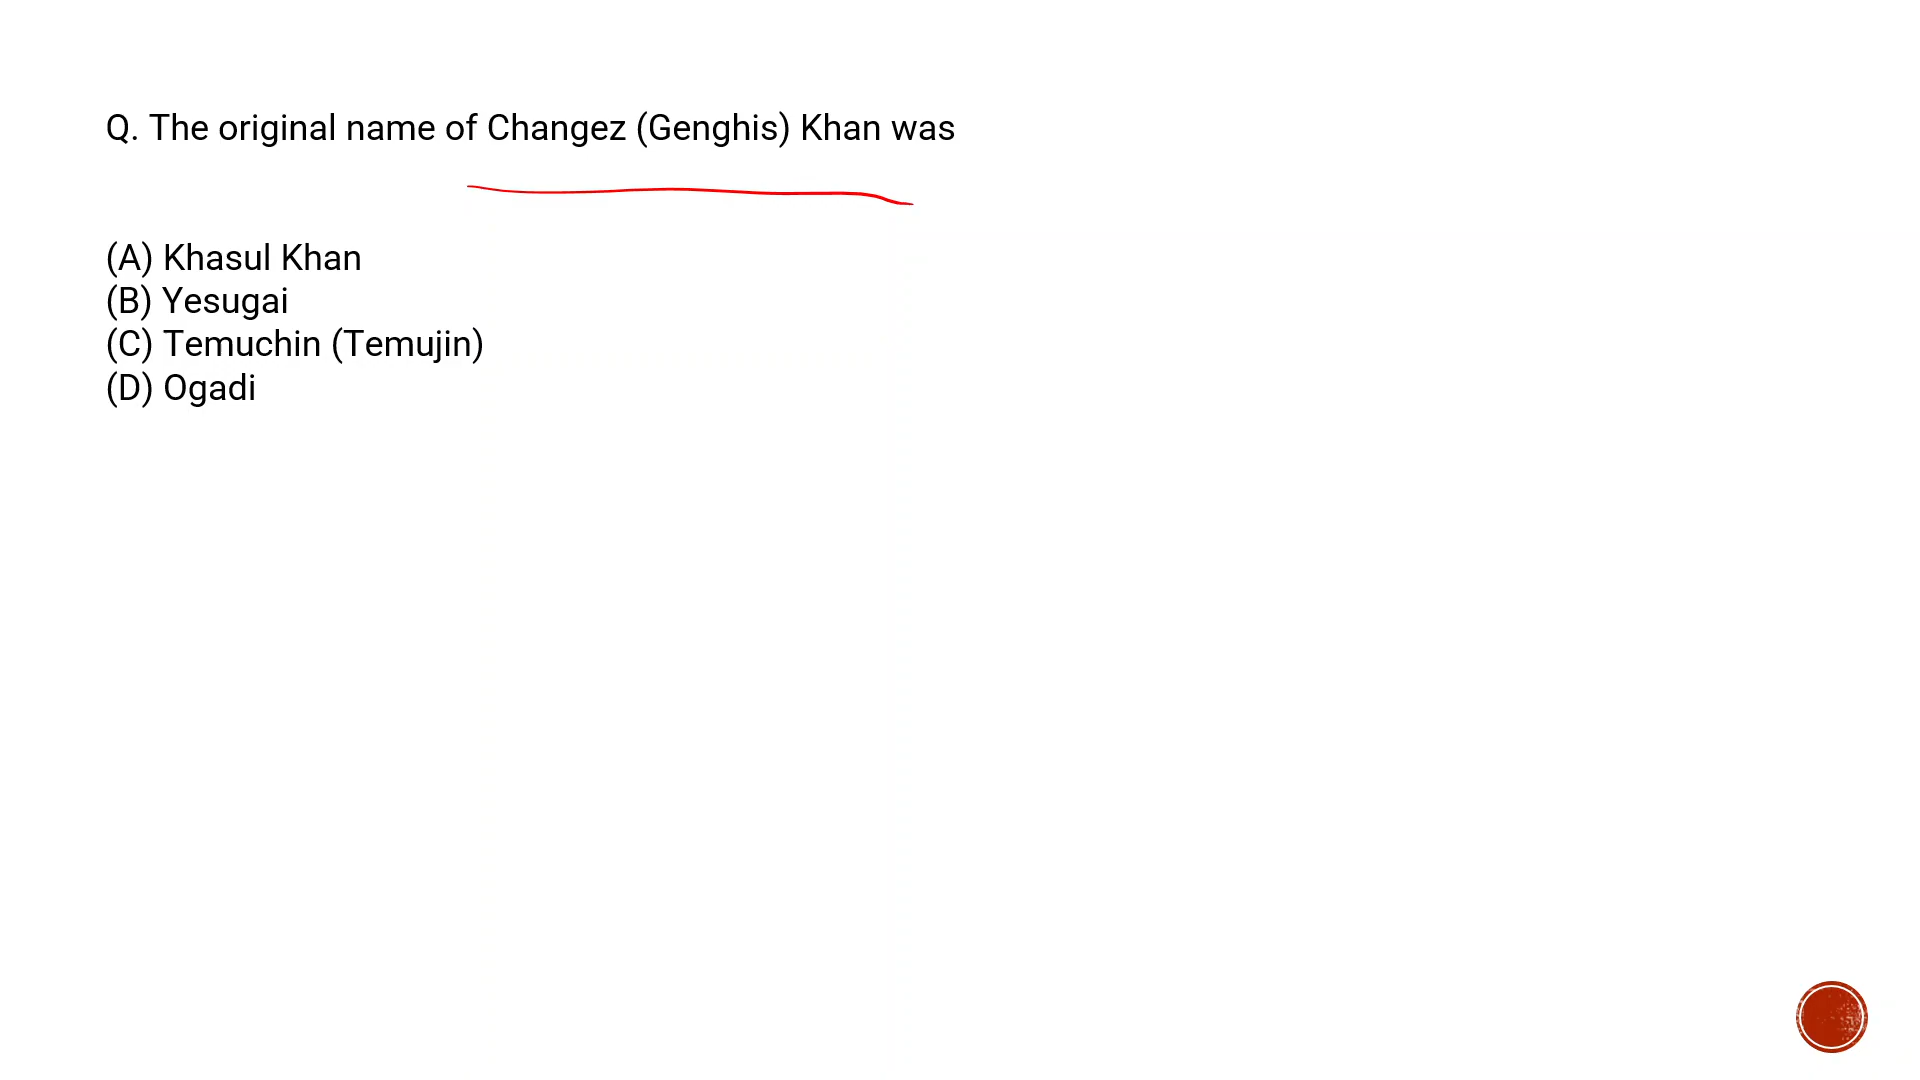 Q. The original name of Changez (Genghis) Khan was
(A) Khasul Khan
(B) Yesugai
(C) Temuchin (Temujin)
(D) Ogadi